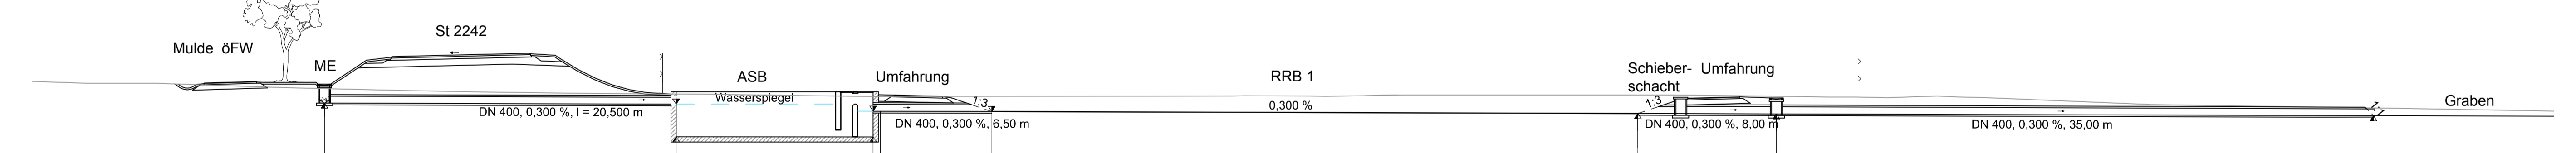 Mulde öFW
ME
St 2242
DN 400, 0,300 %, l = 20,500 m
ASB
Wasserspiegel
Umfahrung
1:3
DN 400, 0,300 %, 6,50 m
RRB 1
0,300 %
Schieber-
schacht
Umfahrung
1:3
DN 400, 0,300 %, 8,00 m
DN 400, 0,300 %, 35,00 m
Graben